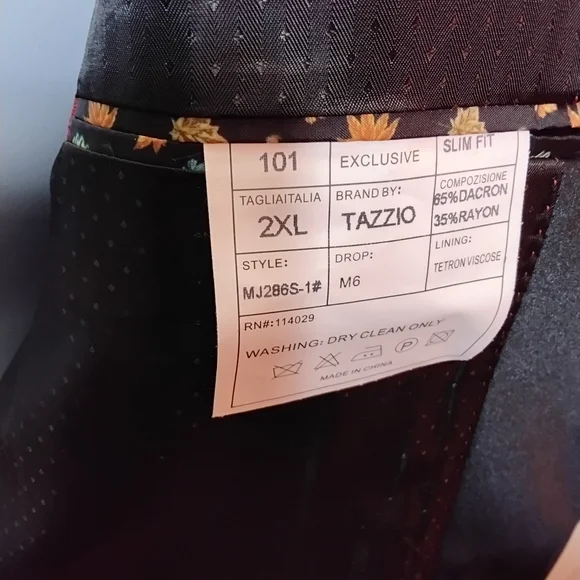 101
EXCLUSIVE
SLIM FIT
TAGLIAITALIA
2XL
BRAND BY:
TAZZIO
COMPOZISIONE
65%DACRON
35%RAYON
STYLE:
MJ286S-1#
DROP:
M6
LINING:
TETRON VISCOSE
RN#:114029
WASHING: DRY CLEAN ONLY
P
MADE IN CHINA